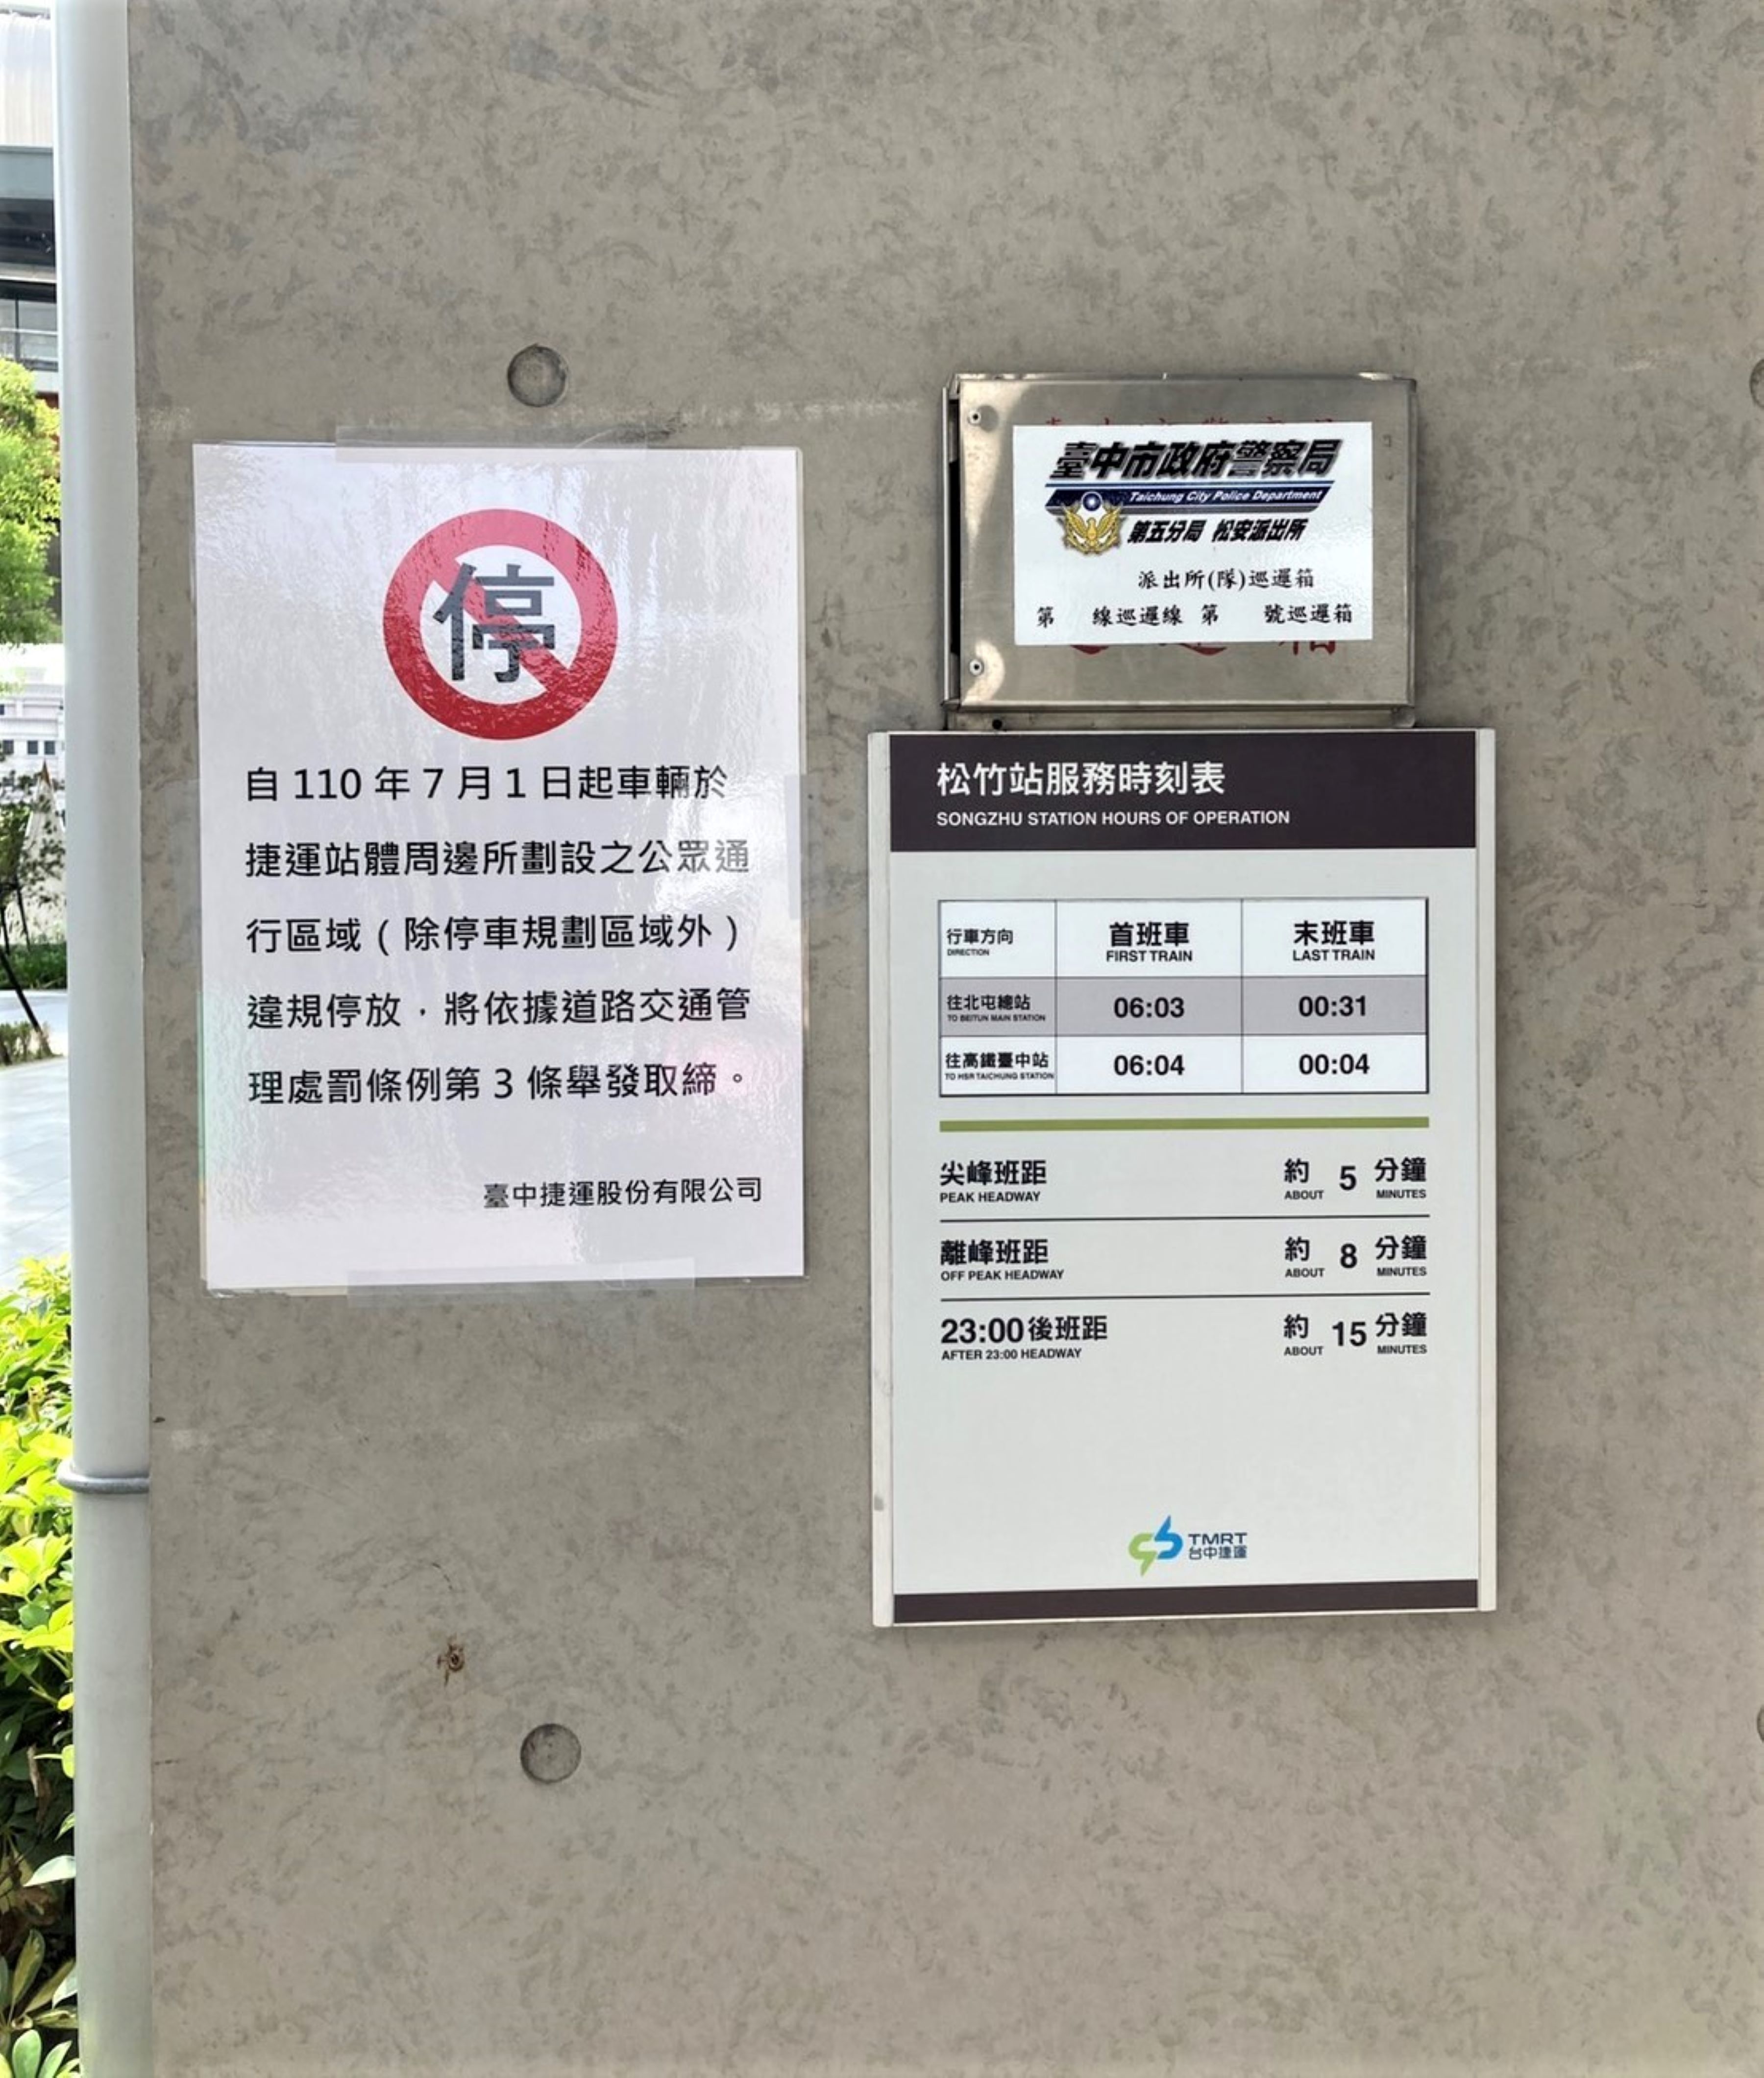 停
自 110 年 7 月 1 日起車輛於
捷運站體周邊所劃設之公眾通
行區域(除停車規劃區域外)
違規停放,將依據道路交通管
理處罰條例第 3 條舉發取締。
臺中捷運股份有限公司
臺中市政府警察局
Taichung City Police Department
第五分局 松安派出所
派出所(隊)巡邏箱
第 線巡邏線 第 號巡邏箱
松竹站服務時刻表
SONGZHU STATION HOURS OF OPERATION
行車方向 首班車 末班車
DIRECTION FIRST TRAIN LAST TRAIN
往北屯總站 06:03 00:31
TO BEITUN MAIN STATION
往高鐵臺中站 06:04 00:04
TO HSR TAICHUNG STATION
尖峰班距 約 5 分鐘
PEAK HEADWAY ABOUT MINUTES
離峰班距 約 8 分鐘
OFF PEAK HEADWAY ABOUT MINUTES
23:00後班距 約 15 分鐘
AFTER 23:00 HEADWAY ABOUT MINUTES
TMRT
台中捷運